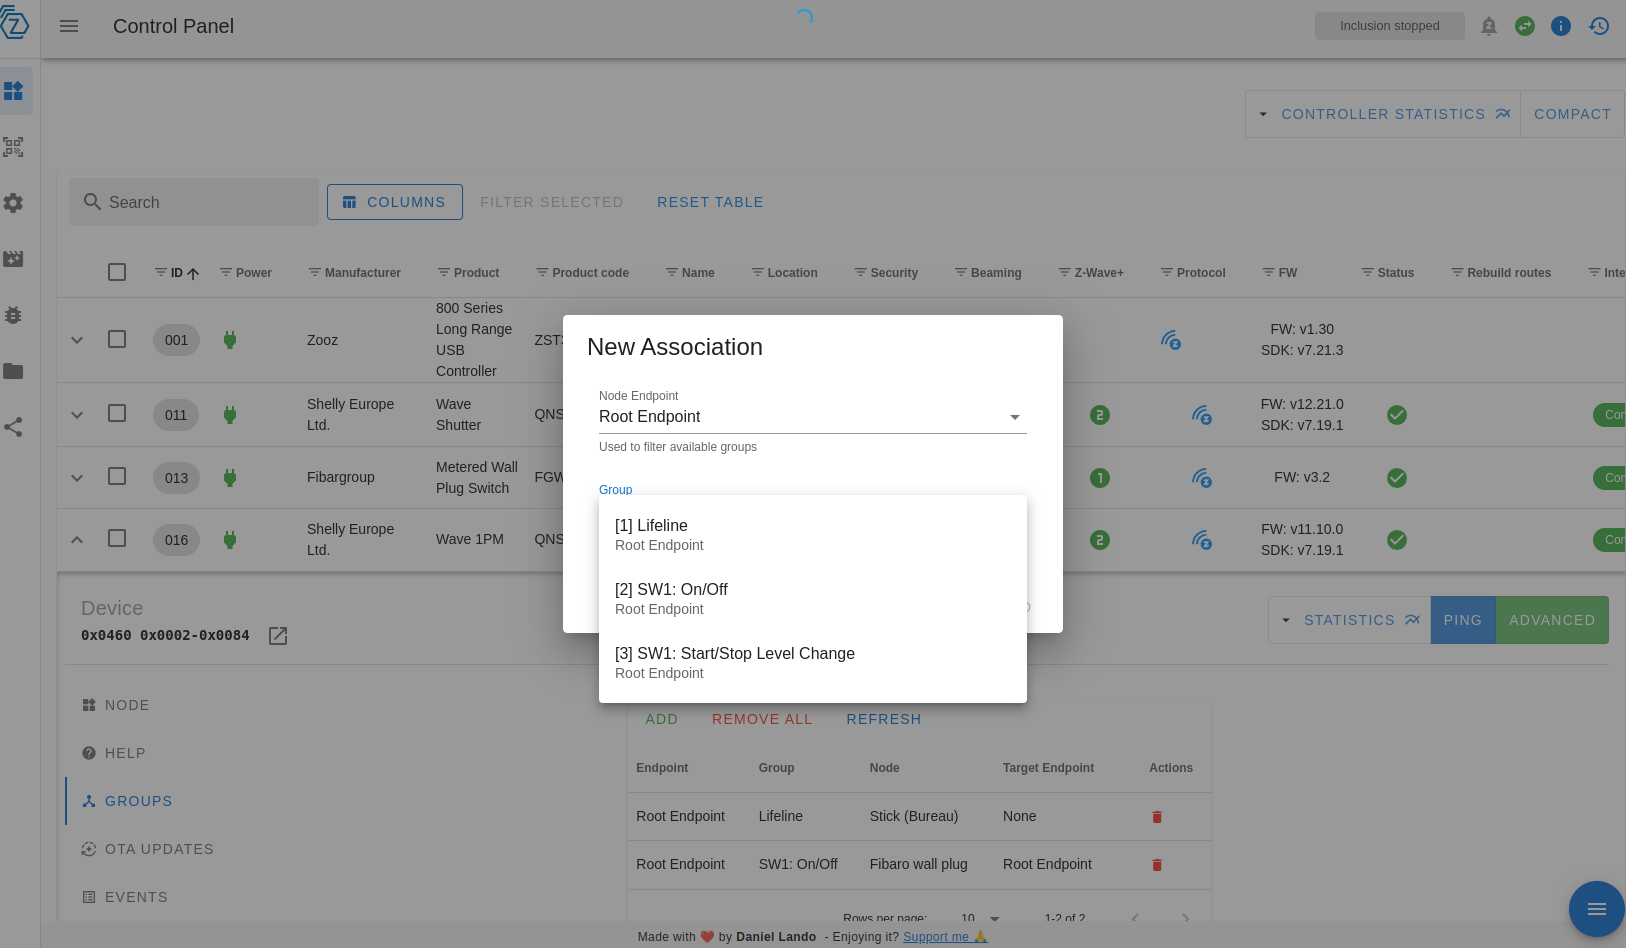 Control Panel
Inclusion stopped
CONTROLLER STATISTICS
COMPACT
Search
COLUMNS
FILTER SELECTED
RESET TABLE
ID
Power
Manufacturer
Product
Product code
Name
Location
Security
Beaming
Z-Wave+
Protocol
FW
Status
Rebuild routes
Inte
001
Zooz
800 Series
Long Range
USB
Controller
ZST
FW: v1.30
SDK: v7.21.3
011
Shelly Europe
Ltd.
Wave
Shutter
QNS
2
FW: v12.21.0
SDK: v7.19.1
Con
013
Fibargroup
Metered Wall
Plug Switch
FGW
1
FW: v3.2
Con
016
Shelly Europe
Ltd.
Wave 1PM
QNS
2
FW: v11.10.0
SDK: v7.19.1
Con
New Association
Node Endpoint
Root Endpoint
Used to filter available groups
Group
[1] Lifeline
Root Endpoint
[2] SW1: On/Off
Root Endpoint
[3] SW1: Start/Stop Level Change
Root Endpoint
Device
0x0460 0x0002-0x0084
STATISTICS
PING
ADVANCED
NODE
HELP
GROUPS
OTA UPDATES
EVENTS
ADD
REMOVE ALL
REFRESH
Endpoint
Group
Node
Target Endpoint
Actions
Root Endpoint
Lifeline
Stick (Bureau)
None
Root Endpoint
SW1: On/Off
Fibaro wall plug
Root Endpoint
Rows per page:
10
1-2 of 2
Made with ❤️ by Daniel Lando - Enjoying it? Support me 🙏